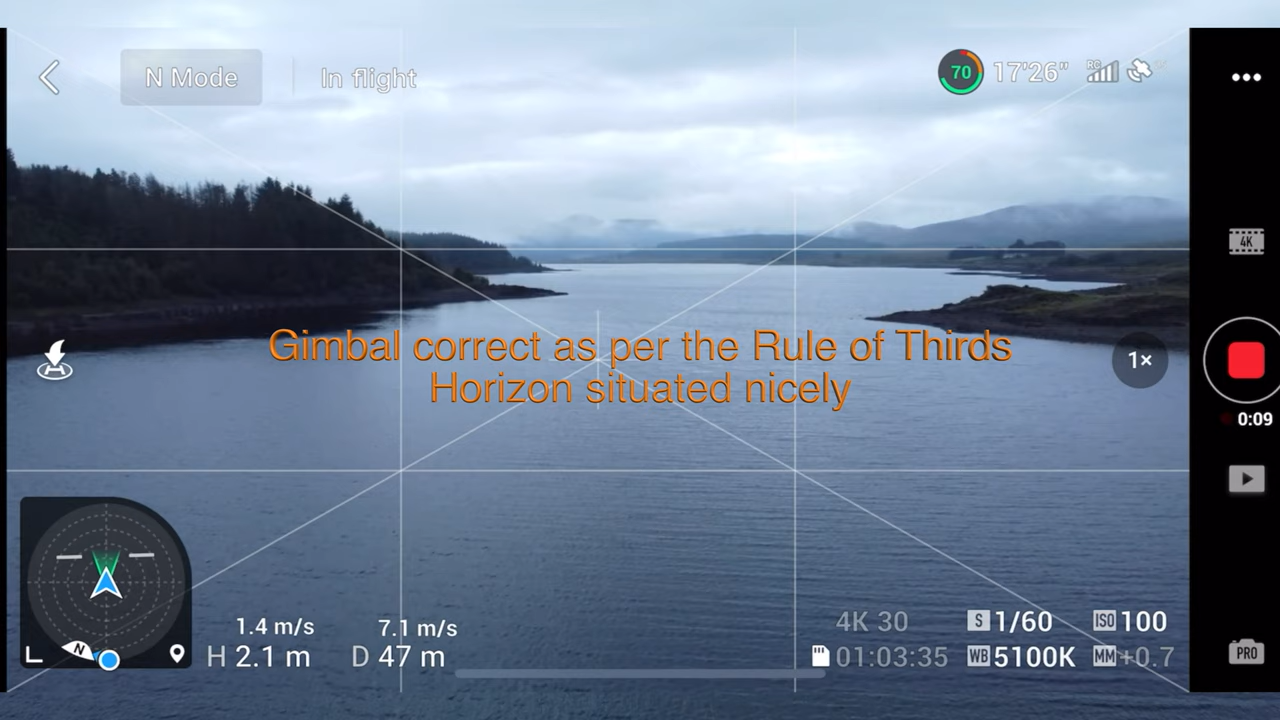 N Mode
In flight
70
17'26"
RC
4K
Gimbal correct as per the Rule of Thirds
Horizon situated nicely
1×
0:09
N
L
1.4 m/s
7.1 m/s
H 2.1 m
D 47 m
4K 30
S 1/60
ISO 100
01:03:35
WB 5100K
MM +0.7
PRO